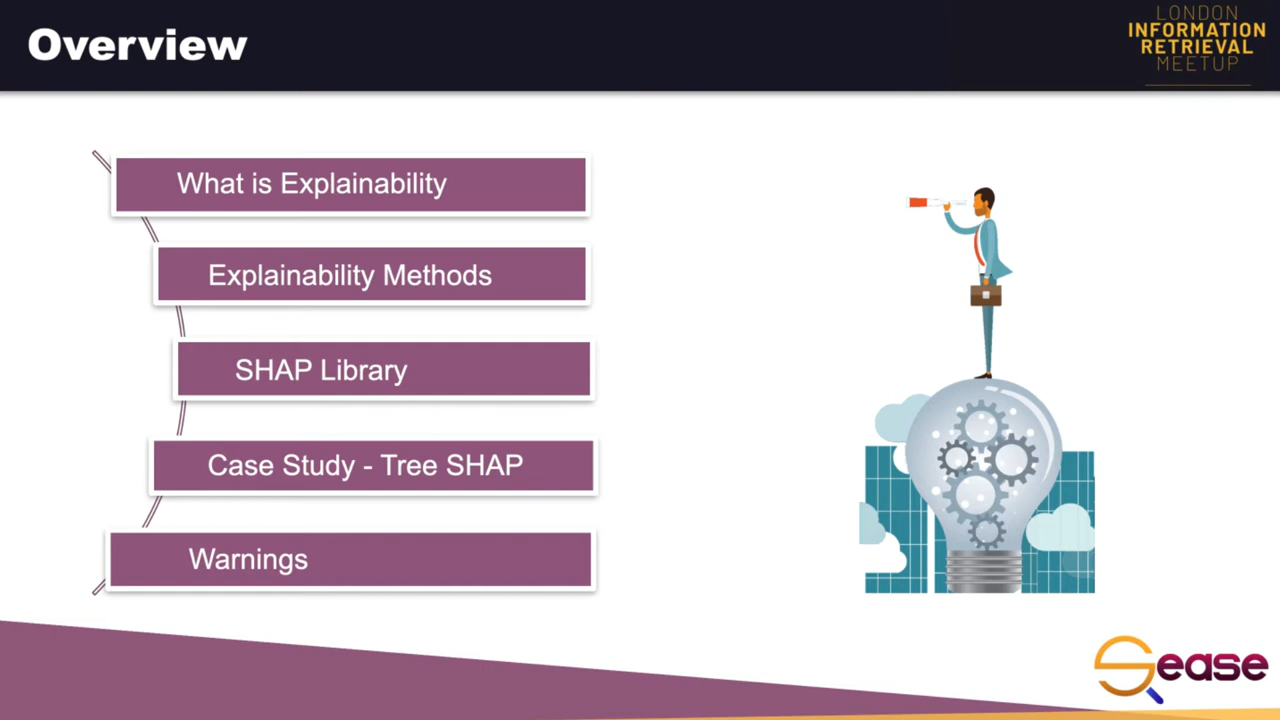 Overview
LONDON
INFORMATION
RETRIEVAL
MEETUP
What is Explainability
Explainability Methods
SHAP Library
Case Study - Tree SHAP
Warnings
Sease